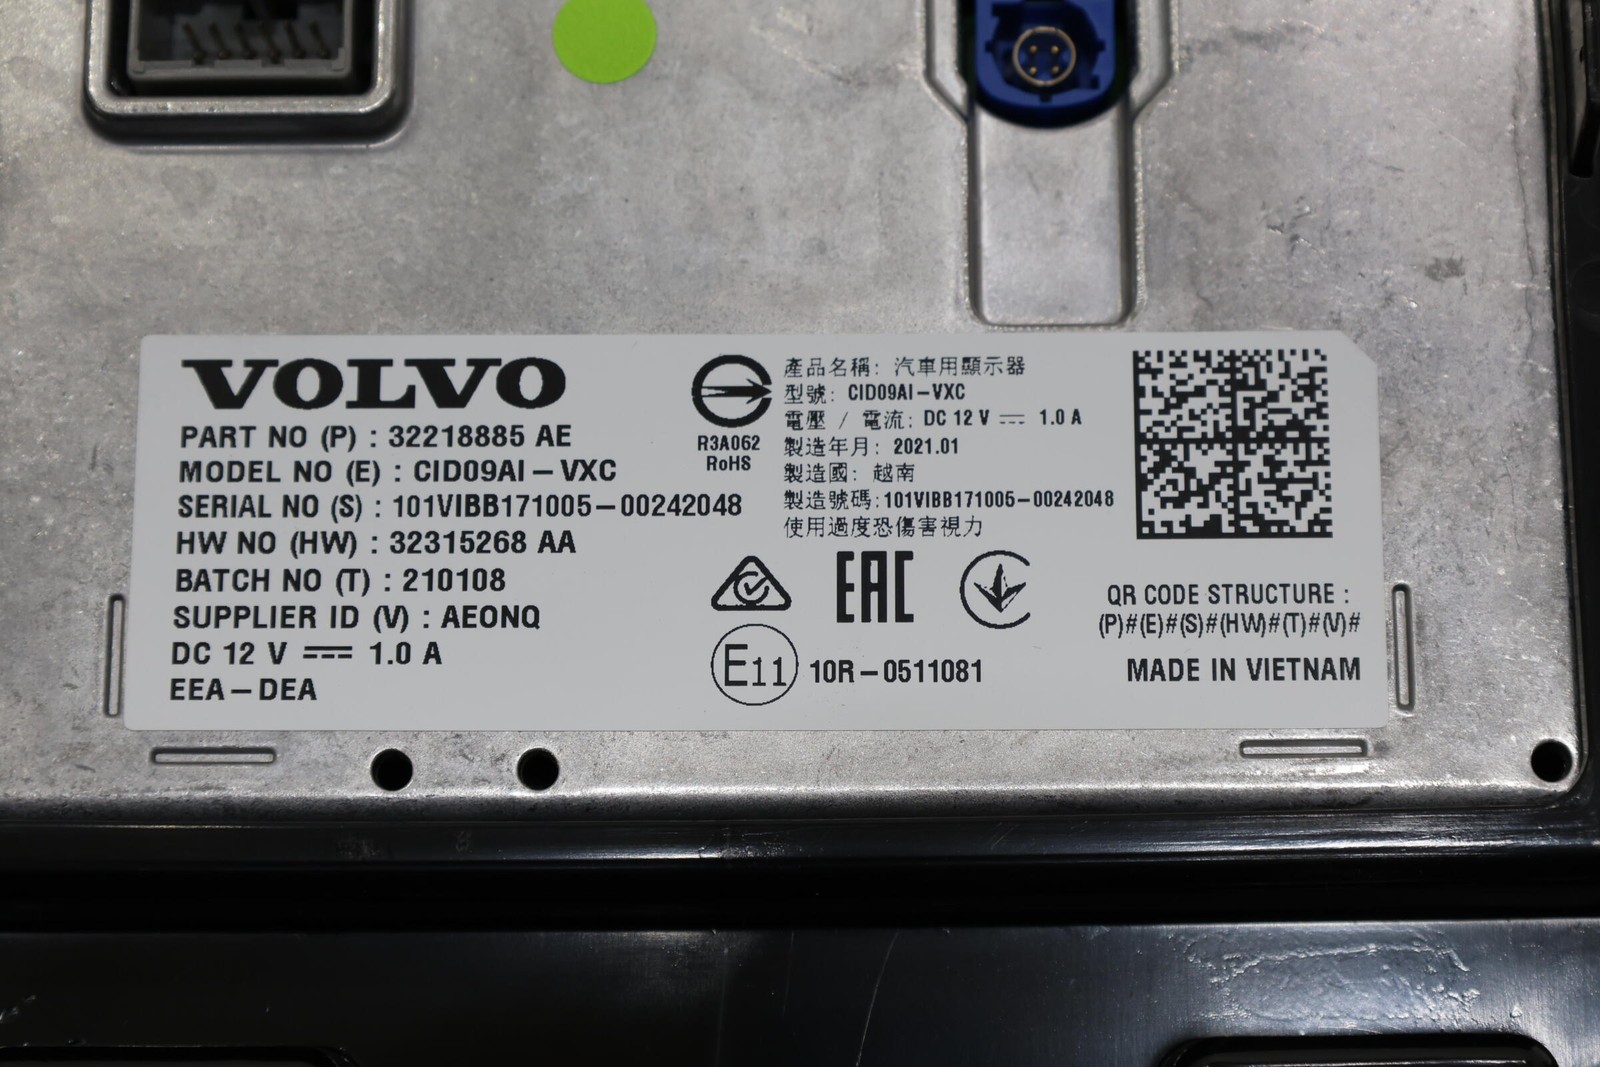 VOLVO
PART NO (P) : 32218885 AE
MODEL NO (E) : CID09AI-VXC
SERIAL NO (S) : 101VIBB171005-00242048
HW NO (HW) : 32315268 AA
BATCH NO (T) : 210108
SUPPLIER ID (V) : AEONQ
DC 12 V ⎓ 1.0 A
EEA-DEA
R3A062
RoHS
產品名稱: 汽車用顯示器
型號: CID09AI-VXC
電壓 / 電流: DC 12 V ⎓ 1.0 A
製造年月: 2021.01
製造國: 越南
製造號碼:101VIBB171005-00242048
使用過度恐傷害視力
EAC
E11 10R-0511081
QR CODE STRUCTURE :
(P)#(E)#(S)#(HW)#(T)#(V)#
MADE IN VIETNAM